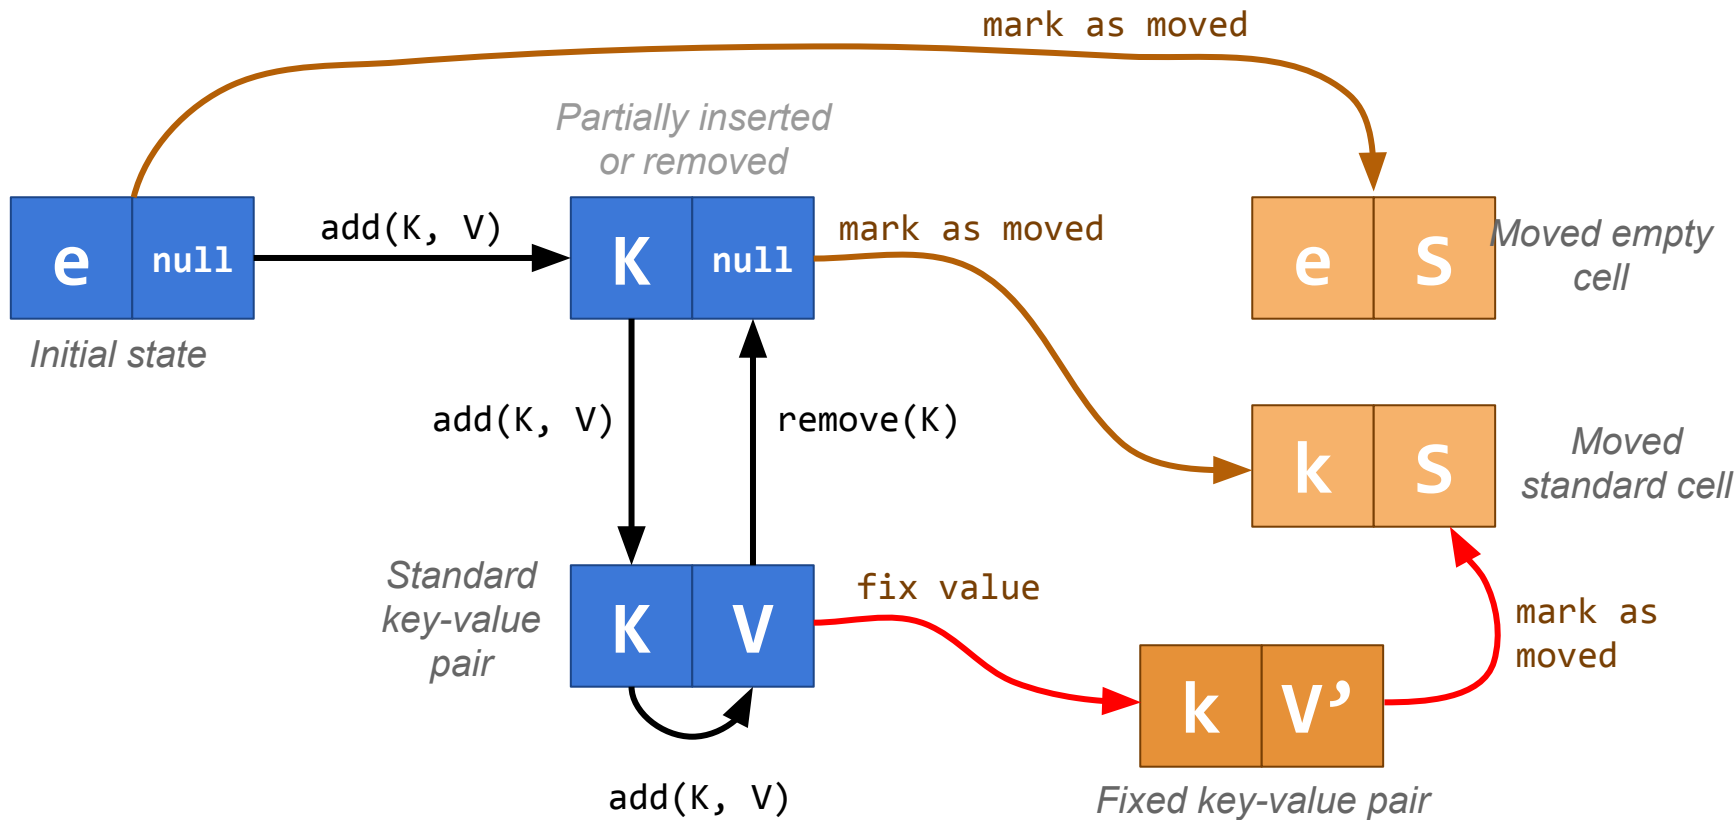 mark as moved
Partially inserted
or removed
e null
add(K, V)
K null
mark as moved
e S
Moved empty
cell
Initial state
add(K, V)
remove(K)
k S
Moved
standard cell
Standard
key-value
pair
K V
fix value
mark as
moved
k V’
add(K, V)
Fixed key-value pair